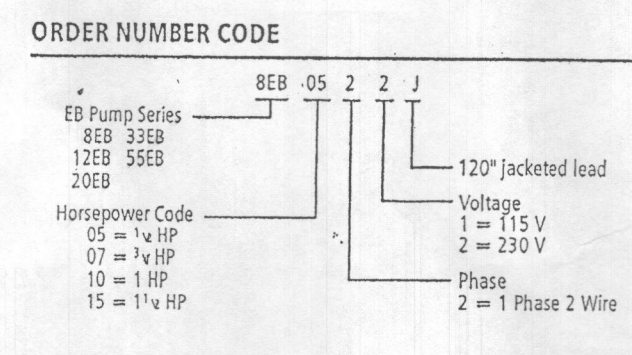 ORDER NUMBER CODE
8EB 05 2 2 J
EB Pump Series
8EB 33EB
12EB 55EB
20EB
120" jacketed lead
Voltage
1 = 115 V
2 = 230 V
Horsepower Code
05 = 1/2 HP
07 = 3/4 HP
10 = 1 HP
15 = 1 1/2 HP
Phase
2 = 1 Phase 2 Wire